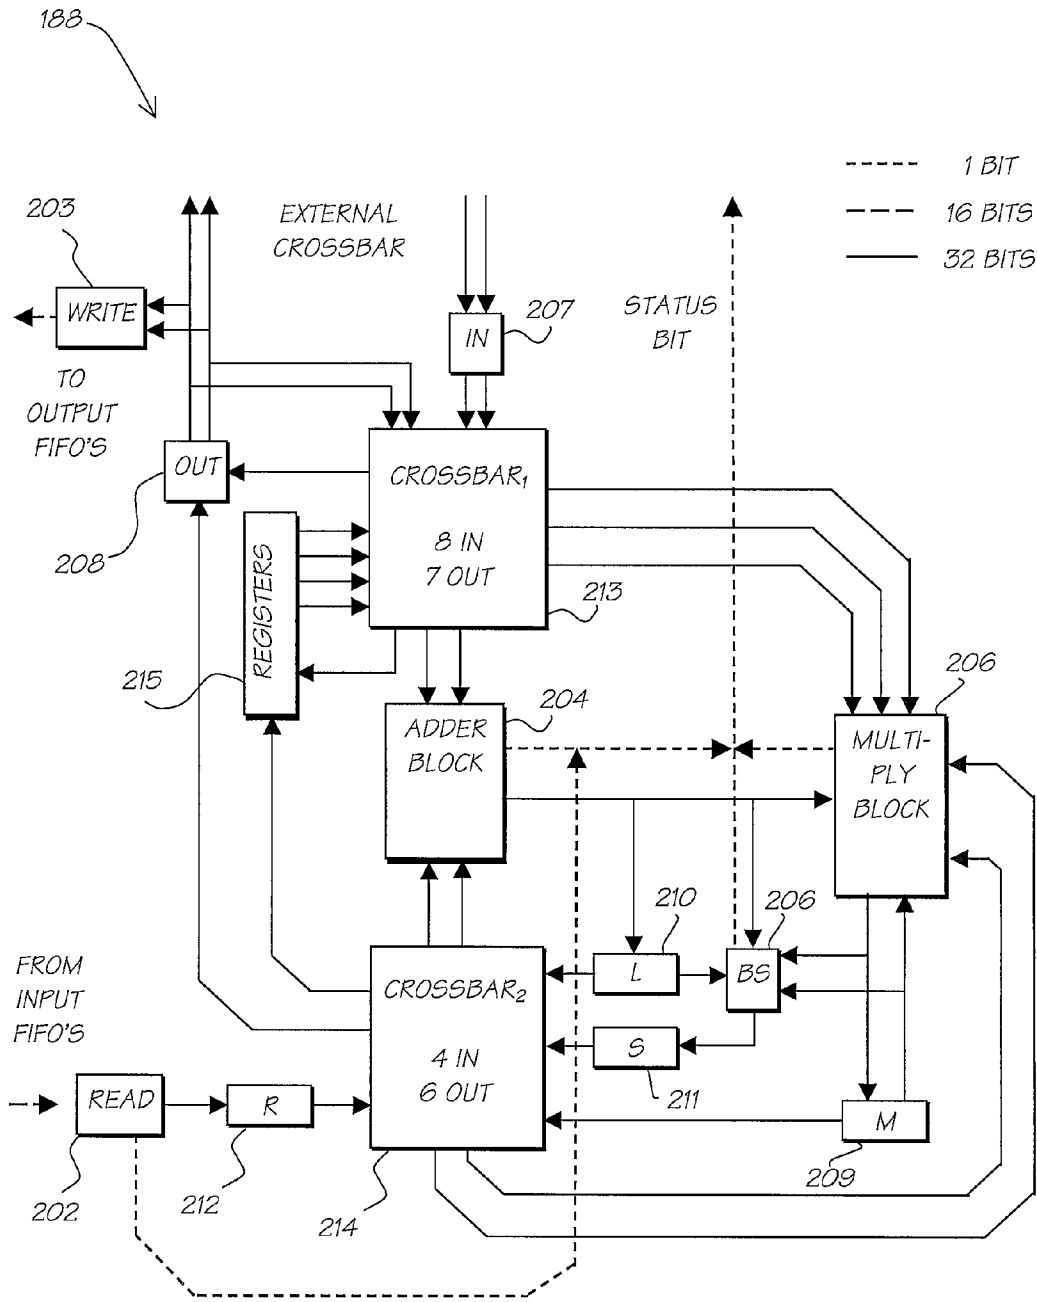 188
1 BIT
16 BITS
32 BITS
203
EXTERNAL
CROSSBAR
WRITE
207
STATUS
BIT
IN
TO
OUTPUT
FIFO'S
OUT
CROSSBAR₁
8 IN
7 OUT
208
REGISTERS
213
215
204
206
ADDER
BLOCK
MULTI-
PLY
BLOCK
210
206
L
BS
FROM
INPUT
FIFO'S
CROSSBAR₂
4 IN
6 OUT
S
211
READ
R
M
209
202
212
214